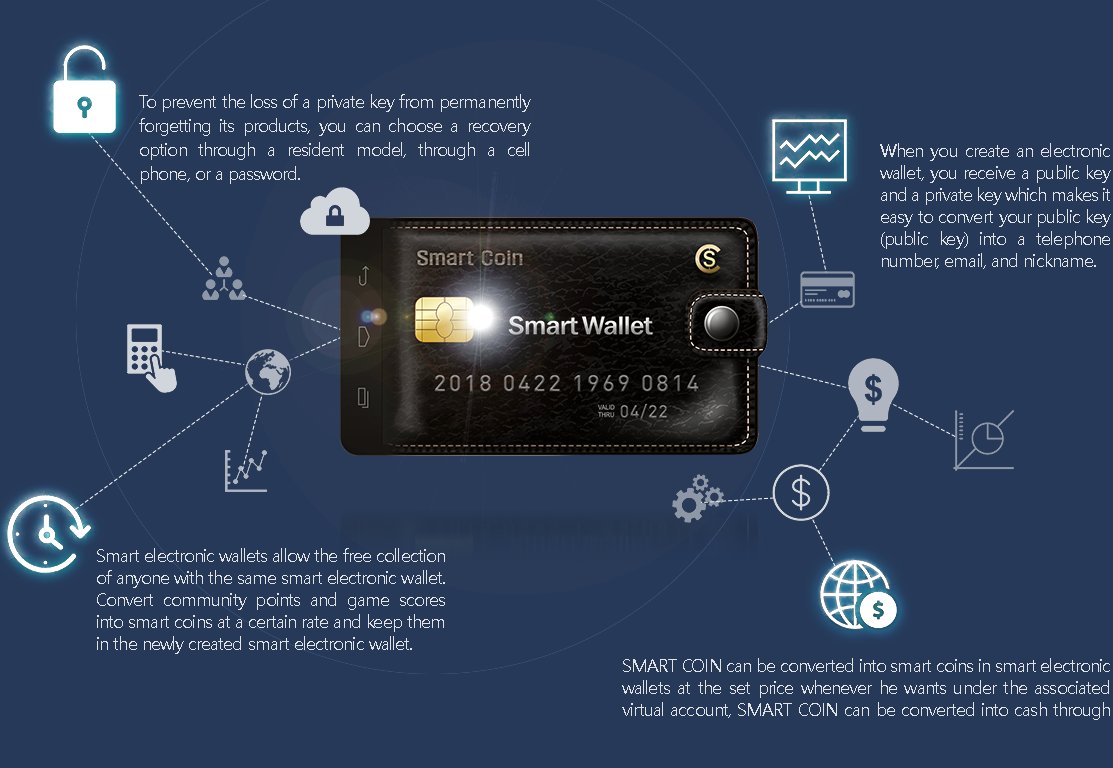 To prevent the loss of a private key from permanently
forgetting its products, you can choose a recovery
option through a resident model, through a cell
phone, or a password.
When you create an electronic
wallet, you receive a public key
and a private key which makes it
easy to convert your public key
(public key) into a telephone
number, email, and nickname.
Smart Coin
Smart Wallet
2018 0422 1969 0814
VALID
THRU 04/22
Smart electronic wallets allow the free collection
of anyone with the same smart electronic wallet.
Convert community points and game scores
into smart coins at a certain rate and keep them
in the newly created smart electronic wallet.
SMART COIN can be converted into smart coins in smart electronic
wallets at the set price whenever he wants under the associated
virtual account, SMART COIN can be converted into cash through